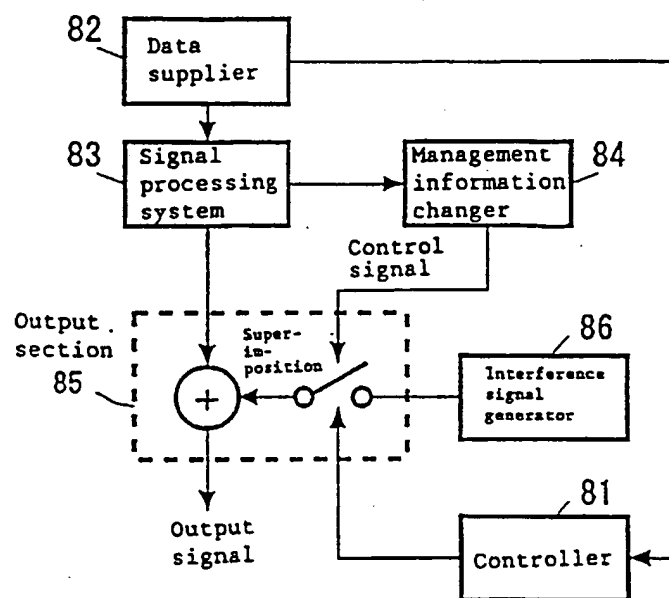 82
Data
supplier
83
Signal
processing
system
Management
information
changer
84
Control
signal
Output
section
85
Super-
im-
position
+
86
Interference
signal
generator
Output
signal
81
Controller